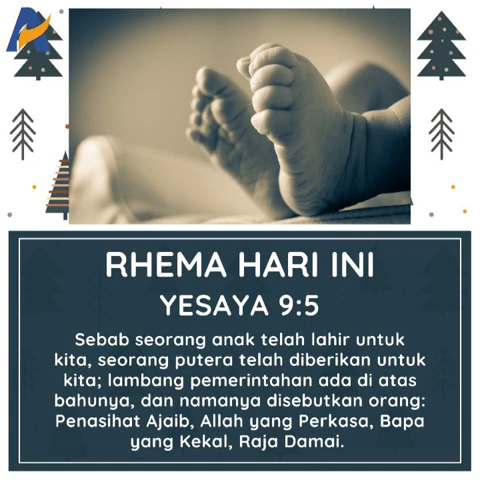 RHEMA HARI INI
YESAYA 9:5
Sebab seorang anak telah lahir untuk
kita, seorang putera telah diberikan untuk
kita; lambang pemerintahan ada di atas
bahunya, dan namanya disebutkan orang:
Penasihat Ajaib, Allah yang Perkasa, Bapa
yang Kekal, Raja Damai.